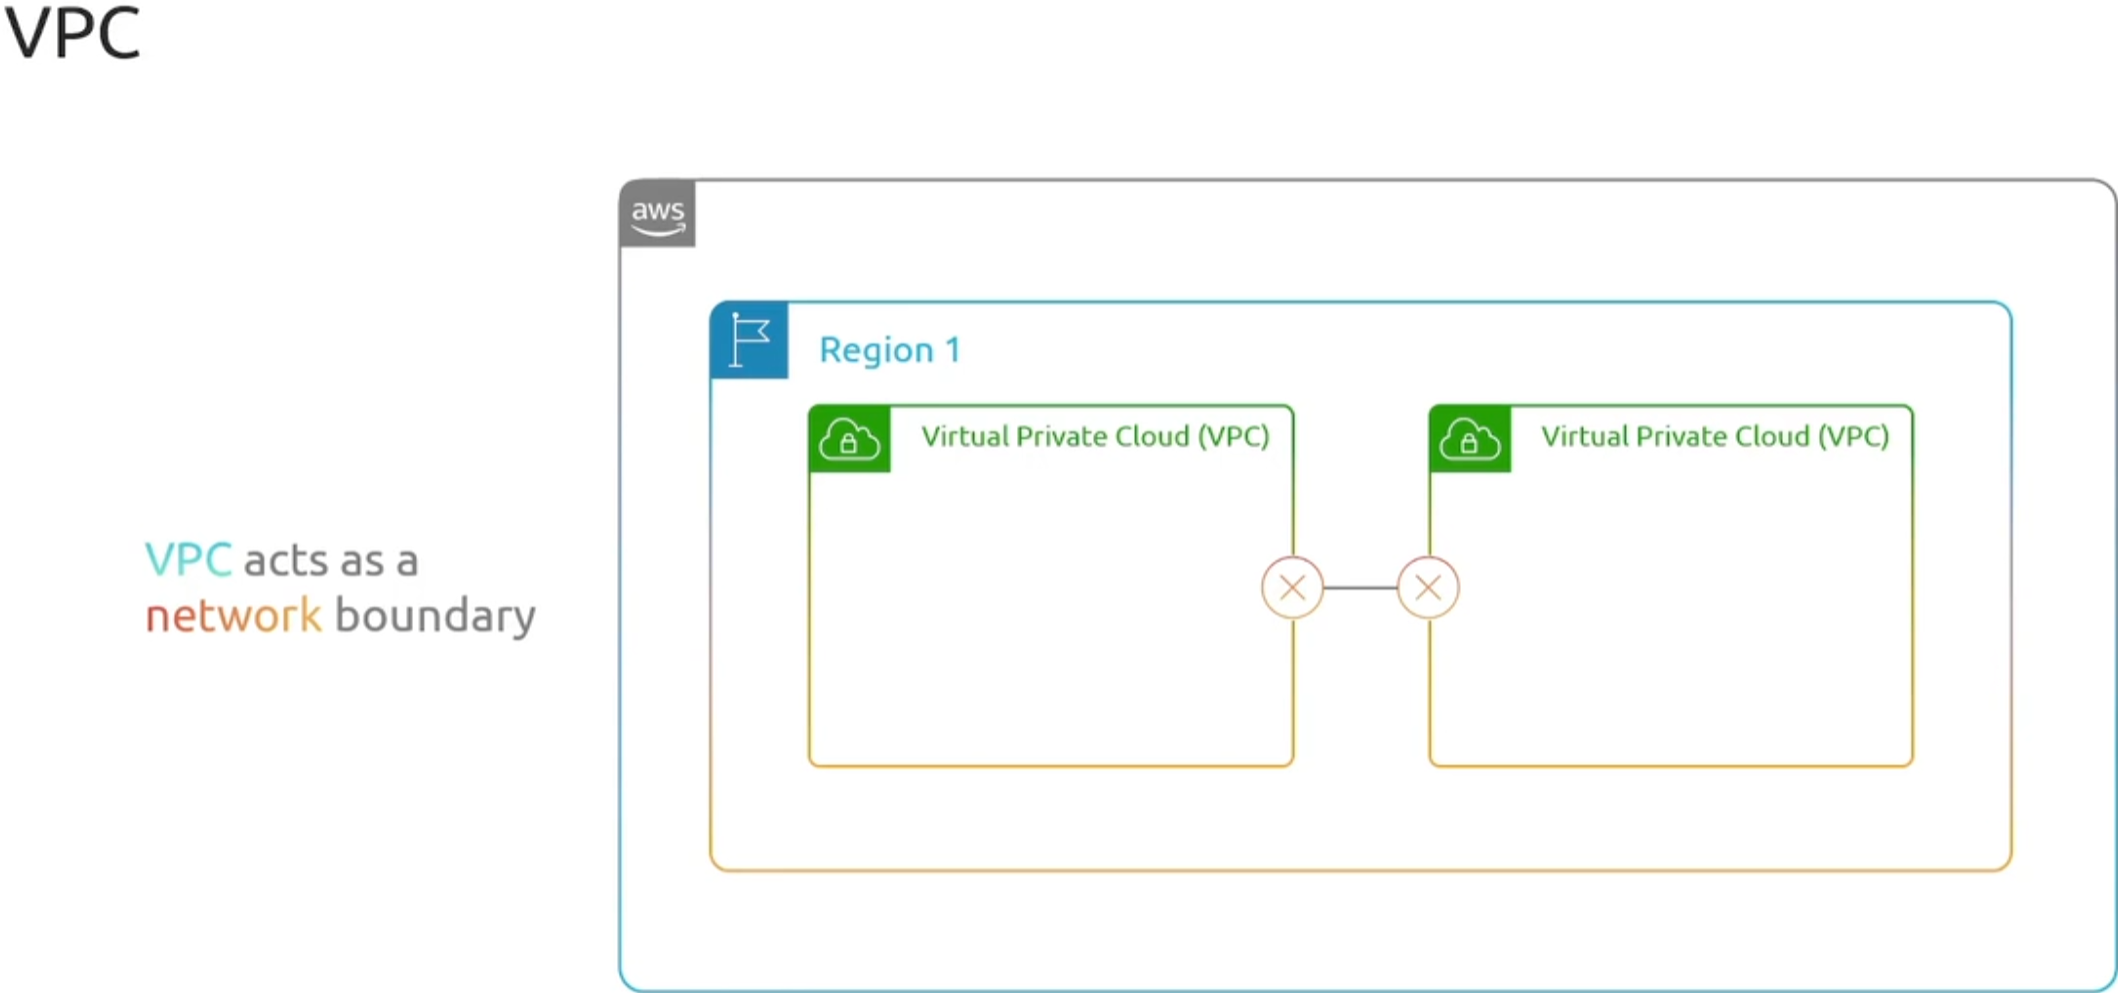 VPC
aws
Region 1
Virtual Private Cloud (VPC)
Virtual Private Cloud (VPC)
VPC acts as a
network boundary